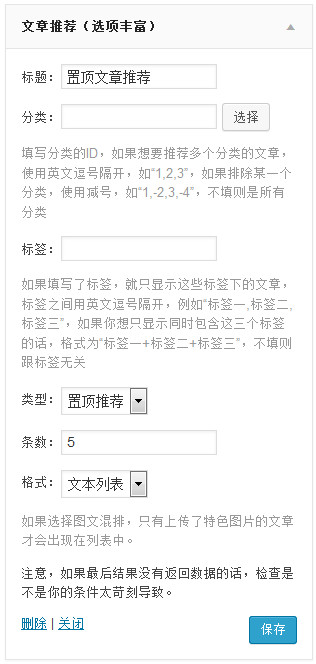 文章推荐（选项丰富）
标题： 置顶文章推荐
分类： 选择
填写分类的ID，如果想要推荐多个分类的文章，
使用英文逗号隔开，如“1,2,3”，如果排除某一个
分类，使用减号，如“1,-2,3,-4”，不填则是所有
分类
标签：
如果填写了标签，就只显示这些标签下的文章，
标签之间用英文逗号隔开，例如“标签一,标签二,
标签三”，如果你想只显示同时包含这三个标签
的话，格式为“标签一+标签二+标签三”，不填则
跟标签无关
类型： 置顶推荐
条数： 5
格式： 文本列表
如果选择图文混排，只有上传了特色图片的文章
才会出现在列表中。
注意，如果最后结果没有返回数据的话，检查是
不是你的条件太苛刻导致。
删除 | 关闭 保存